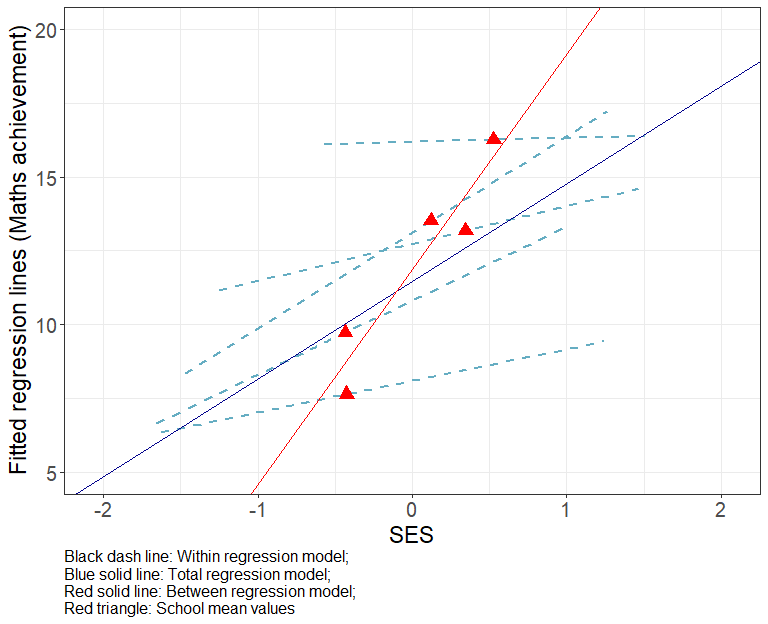 Fitted regression lines (Maths achievement)
20
15
10
5
-2 -1 0 1 2
SES
Black dash line: Within regression model;
Blue solid line: Total regression model;
Red solid line: Between regression model;
Red triangle: School mean values